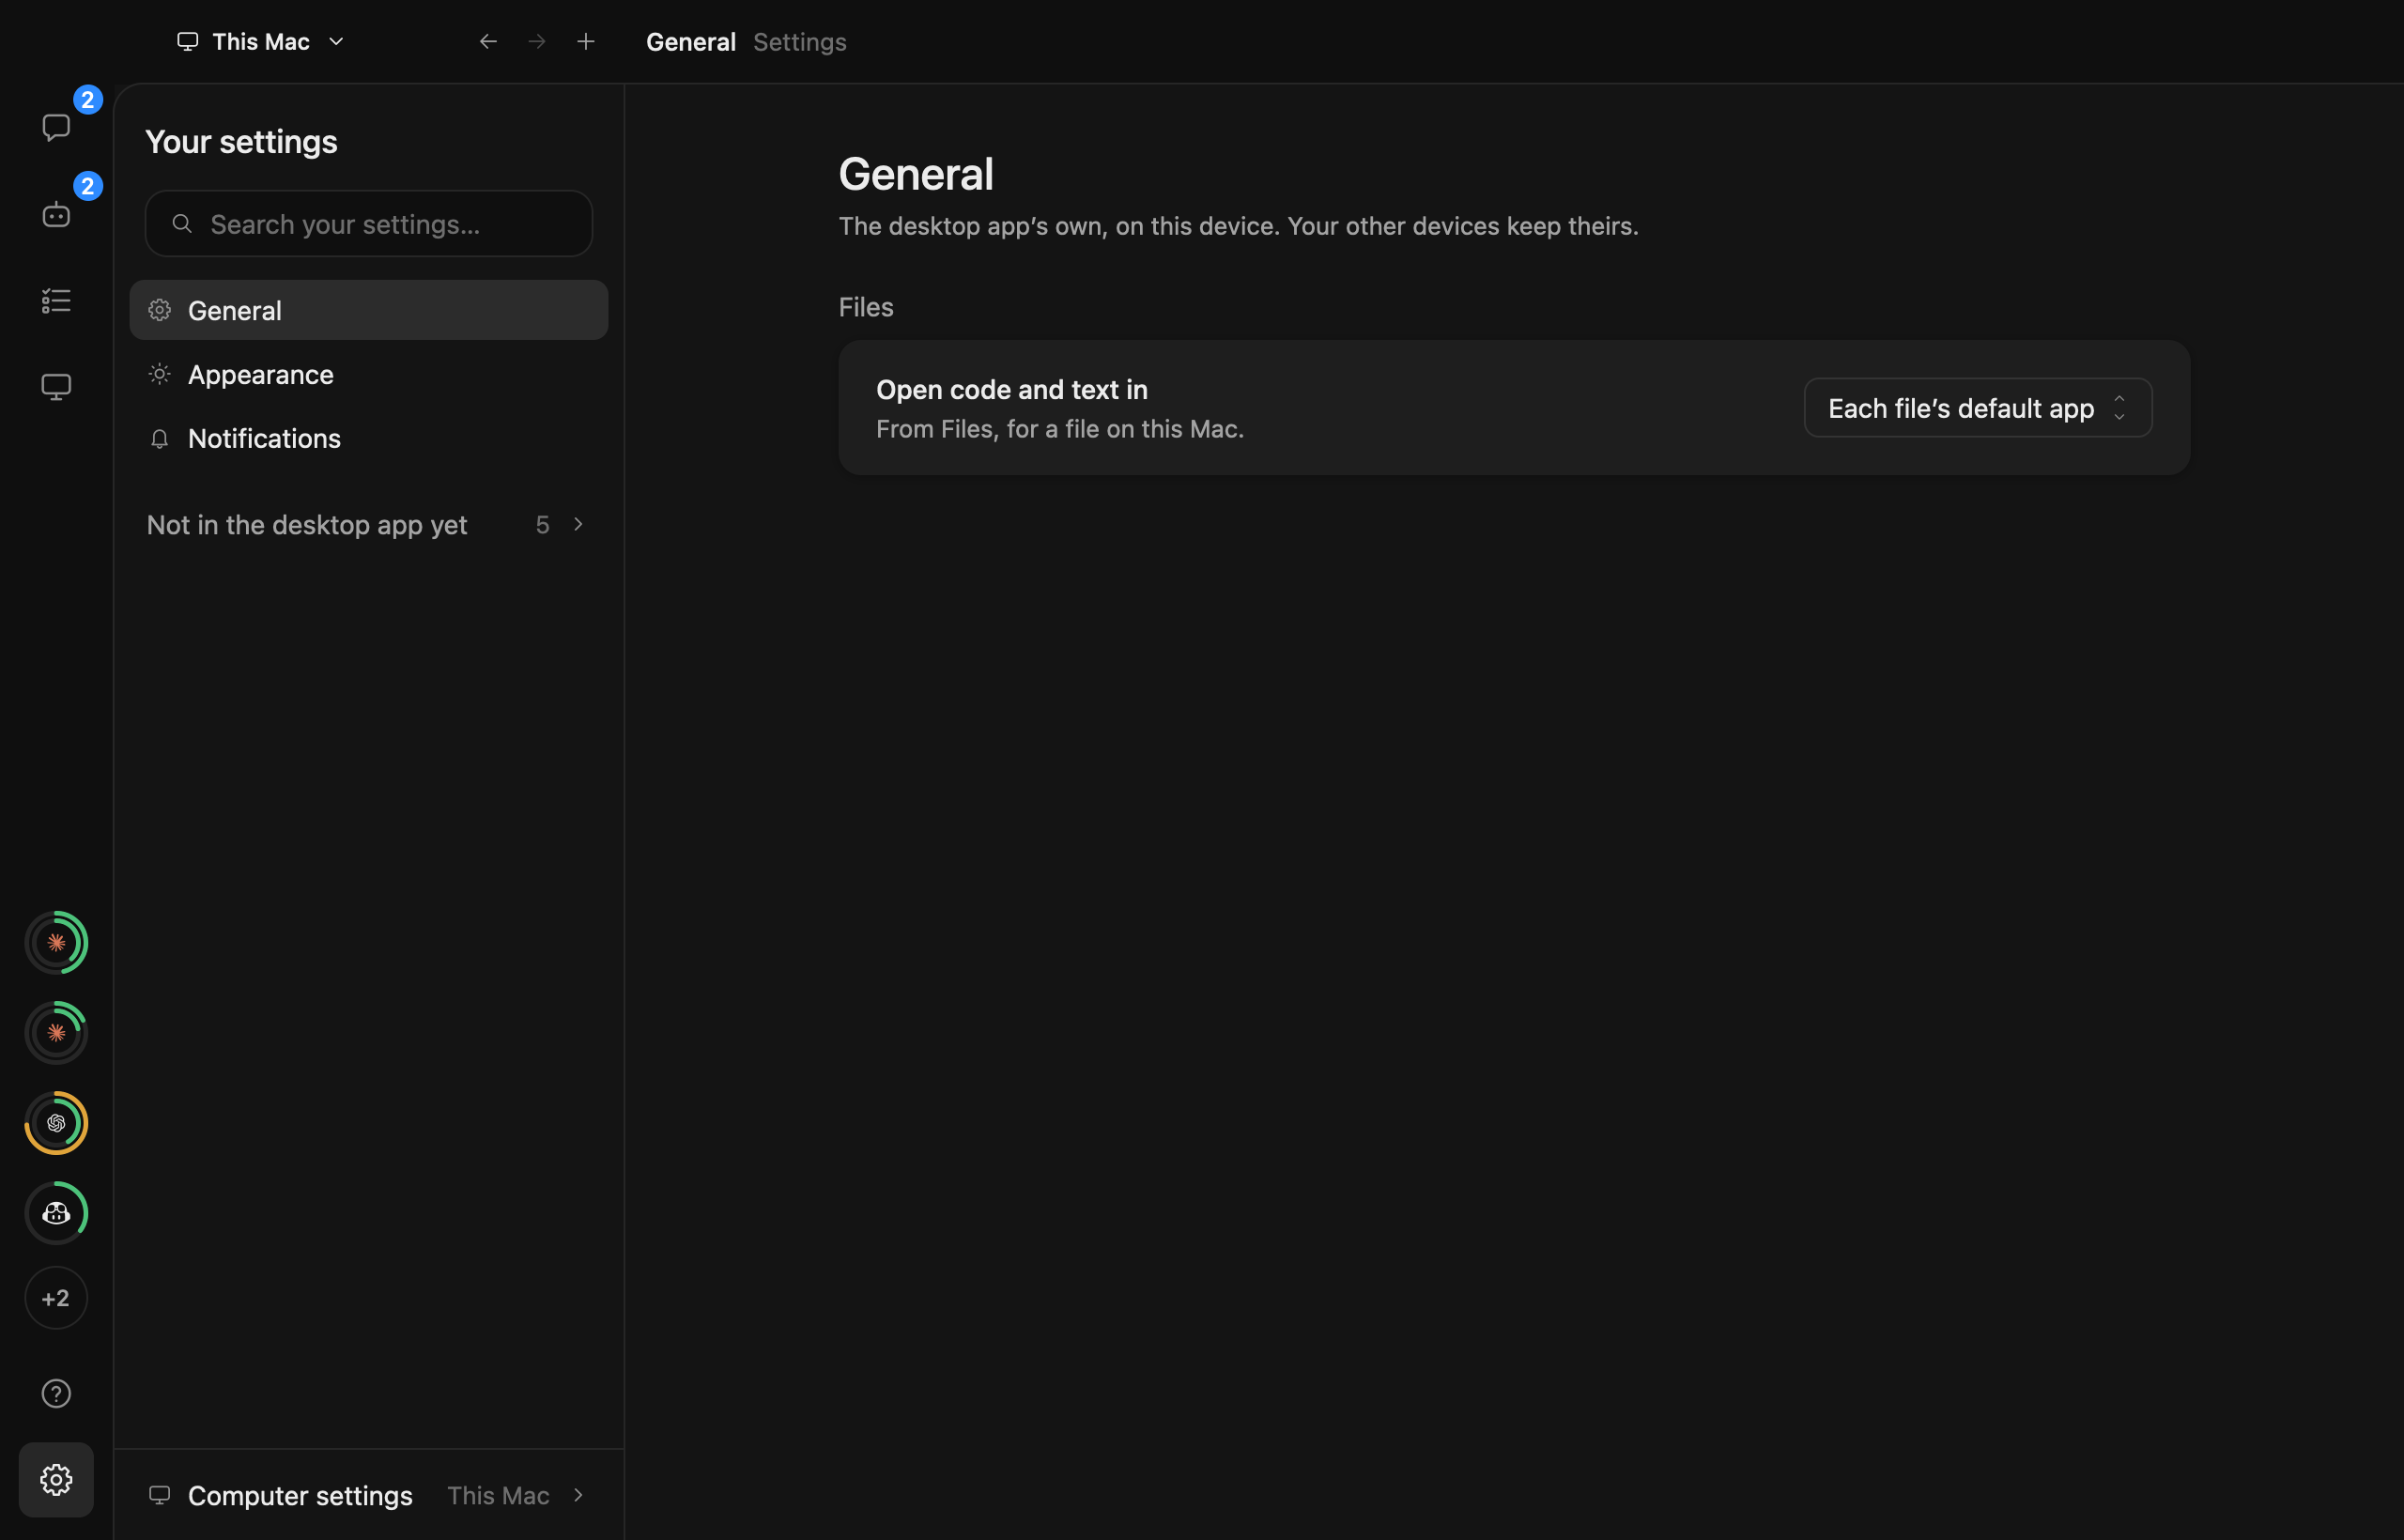 This Mac
General Settings
2
2
Your settings
Search your settings...
General
Appearance
Notifications
Not in the desktop app yet 5
+2
?
Computer settings This Mac
General
The desktop app’s own, on this device. Your other devices keep theirs.
Files
Open code and text in
From Files, for a file on this Mac.
Each file’s default app